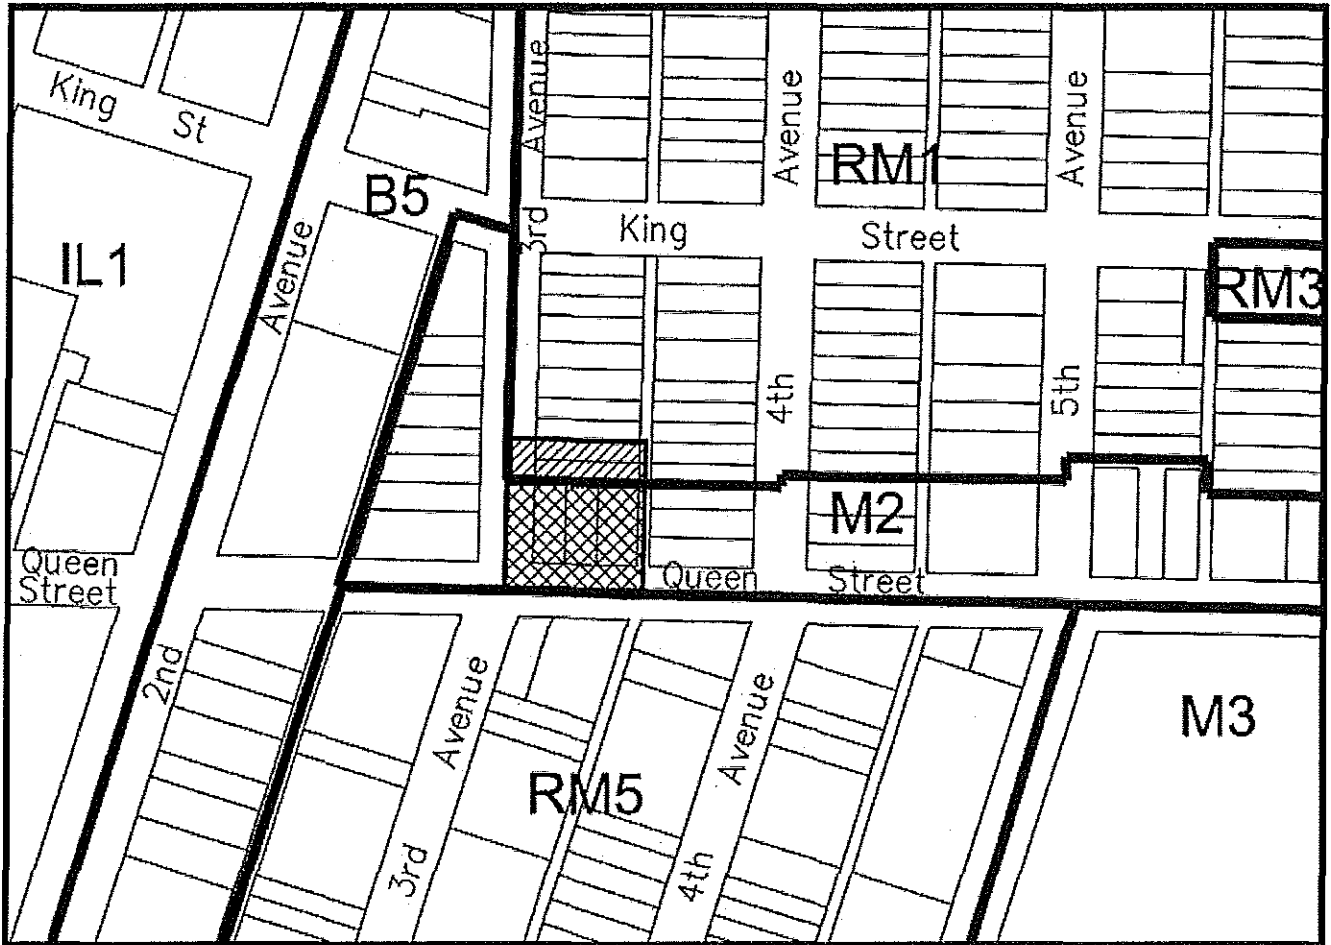 King St
Avenue
Avenue
Avenue
RM1
B5
3rd
King Street
IL1
Avenue
RM3
4th
5th
M2
Queen Street
Queen Street
2nd
Avenue
Avenue
M3
RM5
3rd
4th